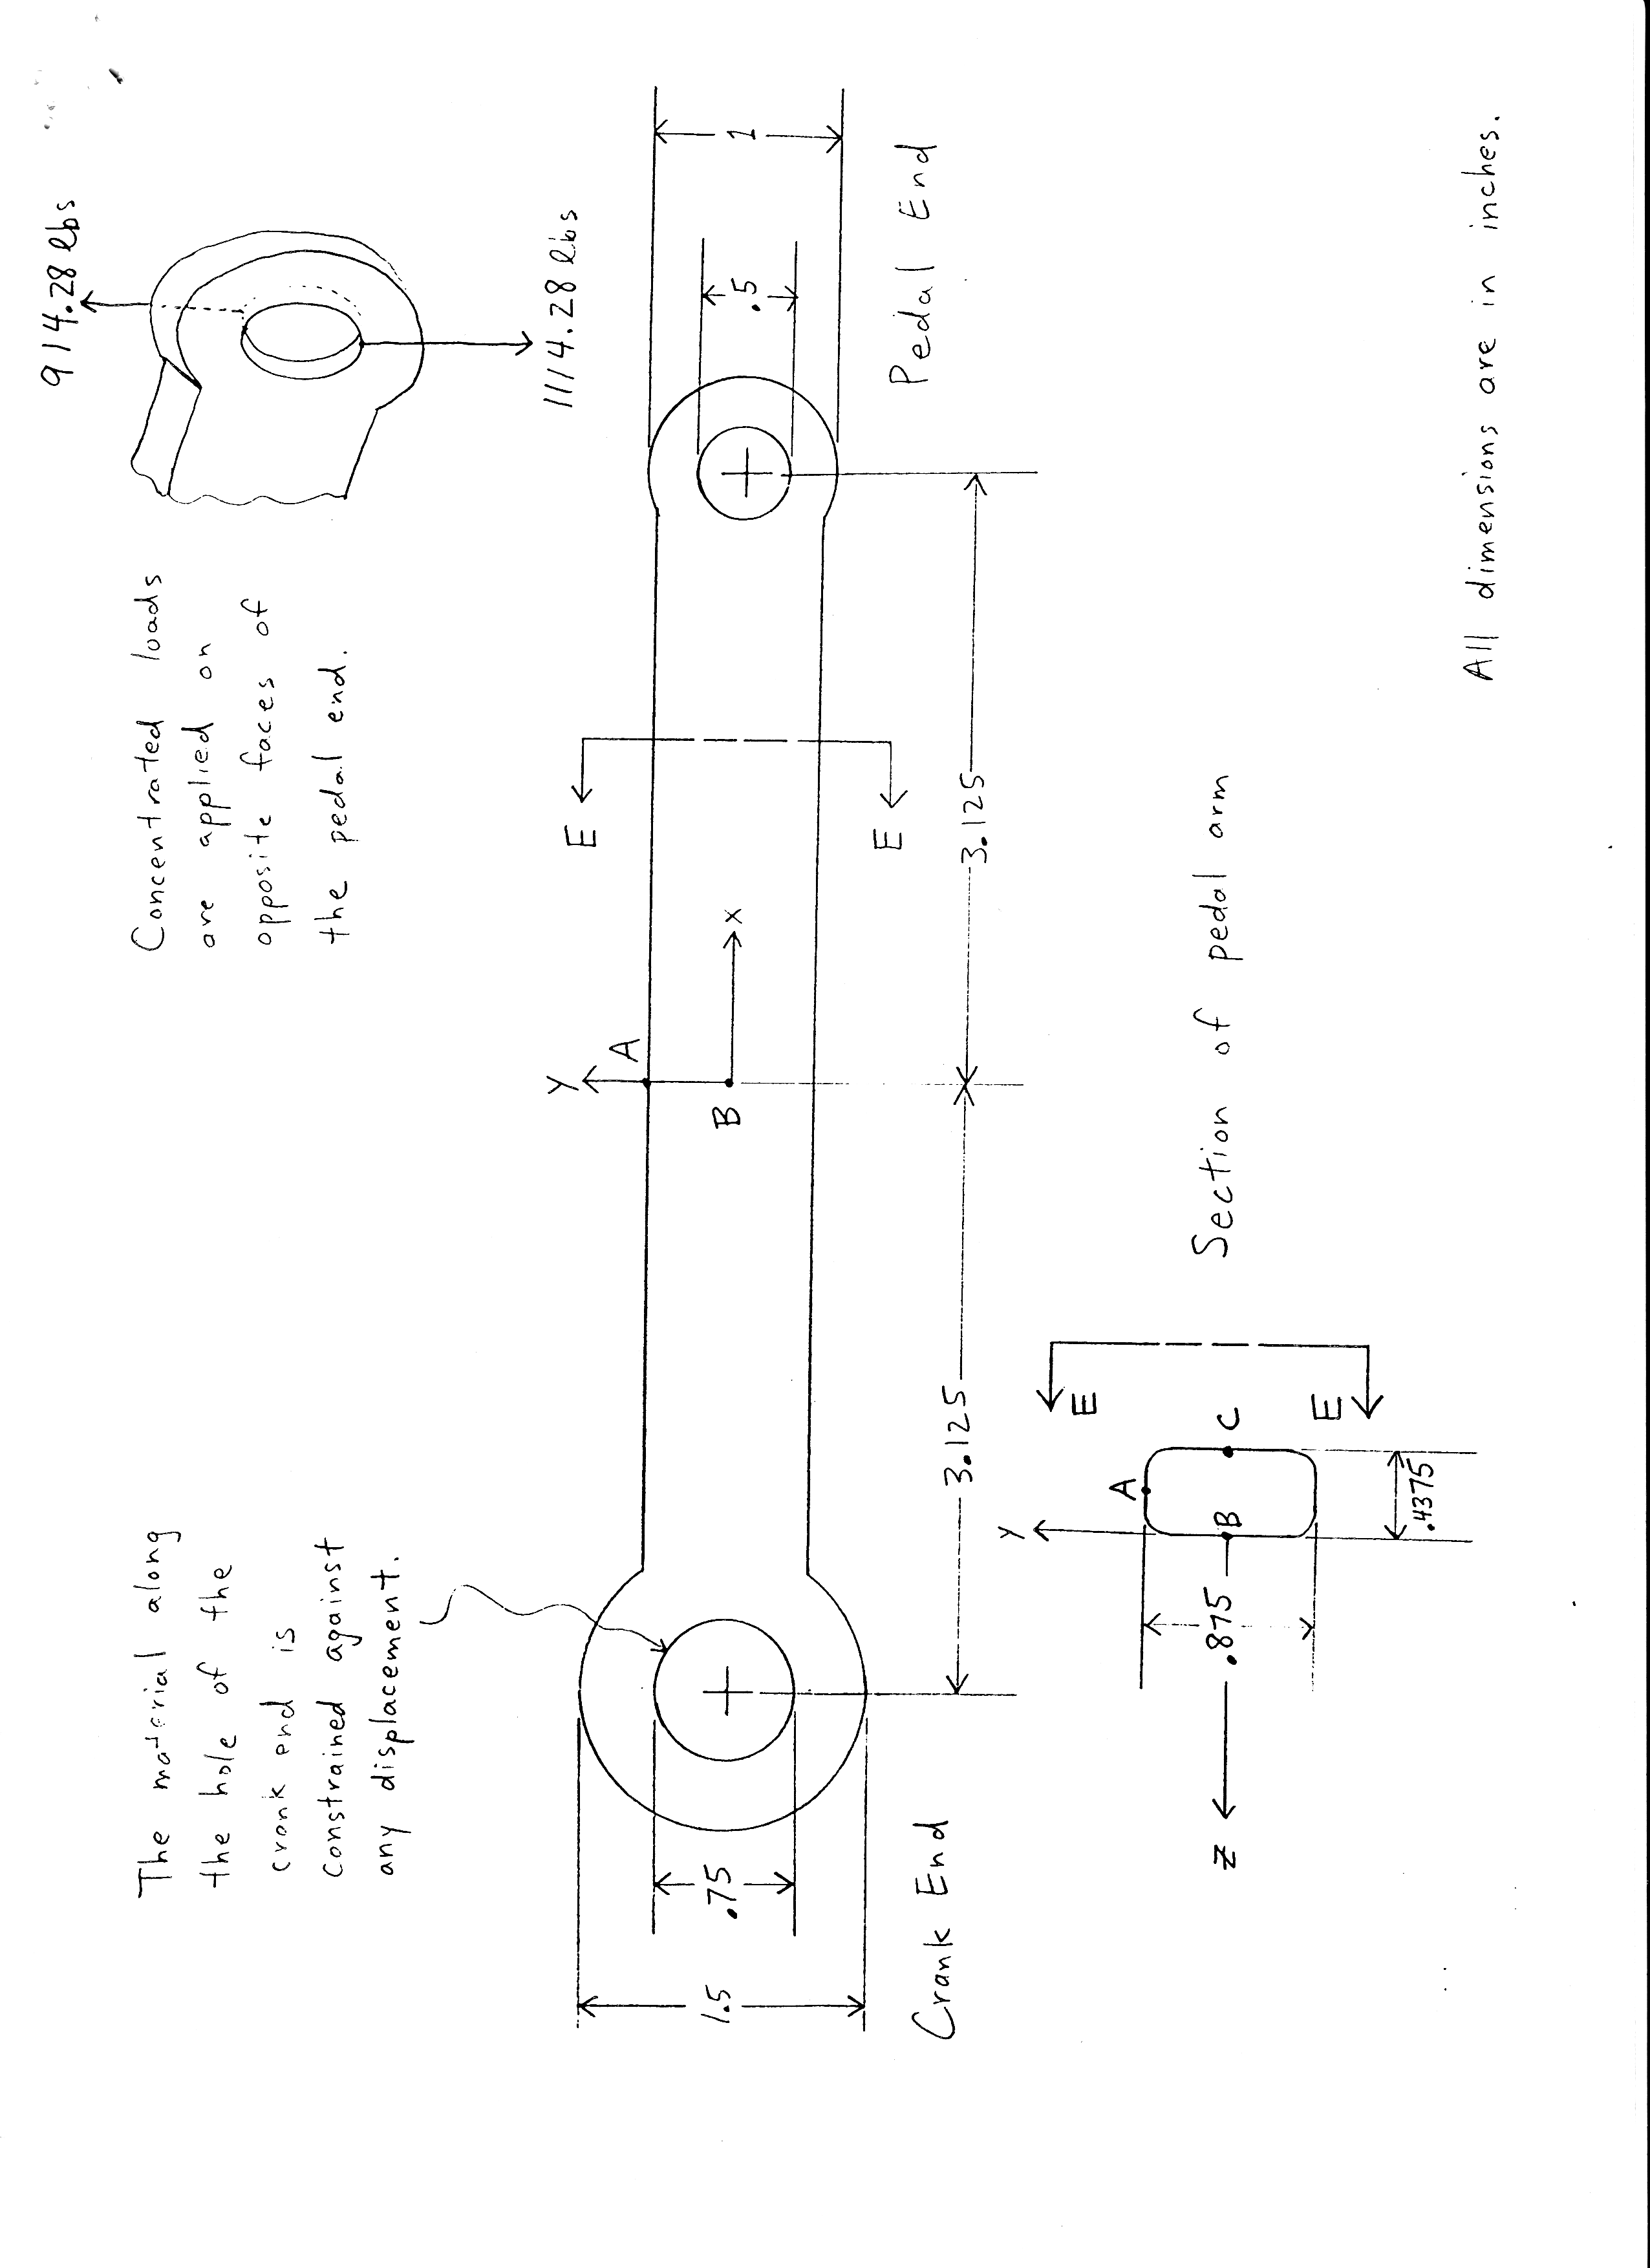 The material along
the hole of the
crank end is
constrained against
any displacement.
Concentrated loads
are applied on
opposite faces of
the pedal end.
914.28 lbs
1114.28 lbs
1.5
.75
Y
A
B
x
E
E
.5
1
Crank End
3.125
3.125
Pedal End
Y
A
B
C
Z
.875
.4375
E
E
Section of pedal arm
All dimensions are in inches.